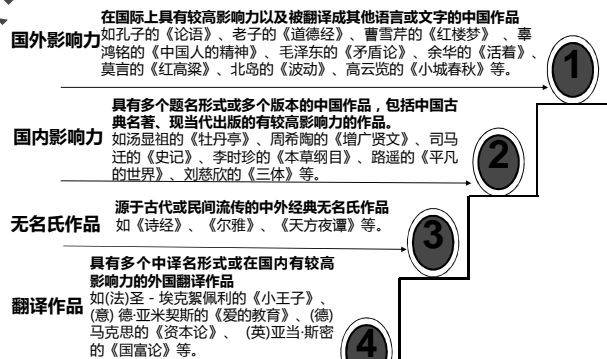 在国际上具有较高影响力以及被翻译成其他语言或文字的中国作品
国外影响力
如孔子的《论语》、老子的《道德经》、曹雪芹的《红楼梦》 、辜
鸿铭的《中国人的精神》、毛泽东的《矛盾论》、余华的《活着》、
莫言的《红高粱》、北岛的《波动》、高云览的《小城春秋》等。
1
具有多个题名形式或多个版本的中国作品，包括中国古
典名著、现当代出版的有较高影响力的作品。
国内影响力
如汤显祖的《牡丹亭》、周希陶的《增广贤文》、司马
迁的《史记》、李时珍的《本草纲目》、路遥的《平凡
的世界》、刘慈欣的《三体》等。
2
源于古代或民间流传的中外经典无名氏作品
无名氏作品
如《诗经》、《尔雅》、《天方夜谭》等。
3
具有多个中译名形式或在国内有较高
影响力的外国翻译作品
翻译作品
如(法)圣－埃克絮佩利的《小王子》、
(意) 德·亚米契斯的《爱的教育》、(德)
马克思的《资本论》、 (英)亚当·斯密
的《国富论》等。
4